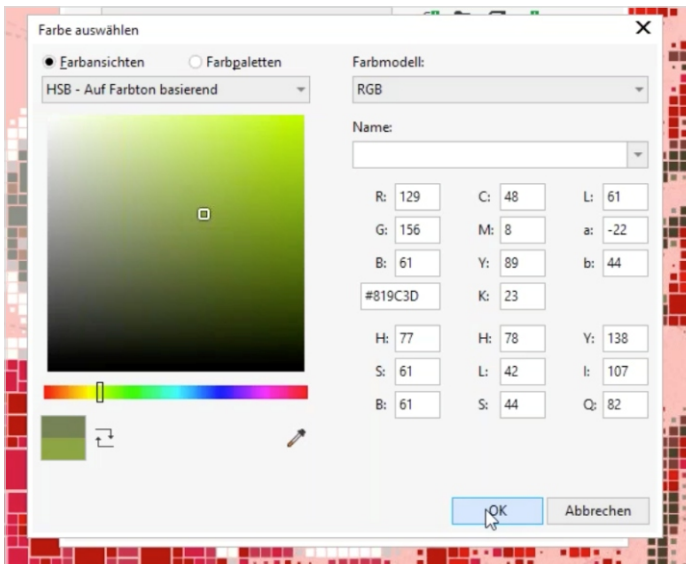 Farbe auswählen
Farbansichten Farbpaletten
HSB - Auf Farbton basierend
Farbmodell:
RGB
Name:
R: 129 C: 48 L: 61
G: 156 M: 8 a: -22
B: 61 Y: 89 b: 44
#819C3D K: 23
H: 77 H: 78 Y: 138
S: 61 L: 42 I: 107
B: 61 S: 44 Q: 82
OK Abbrechen